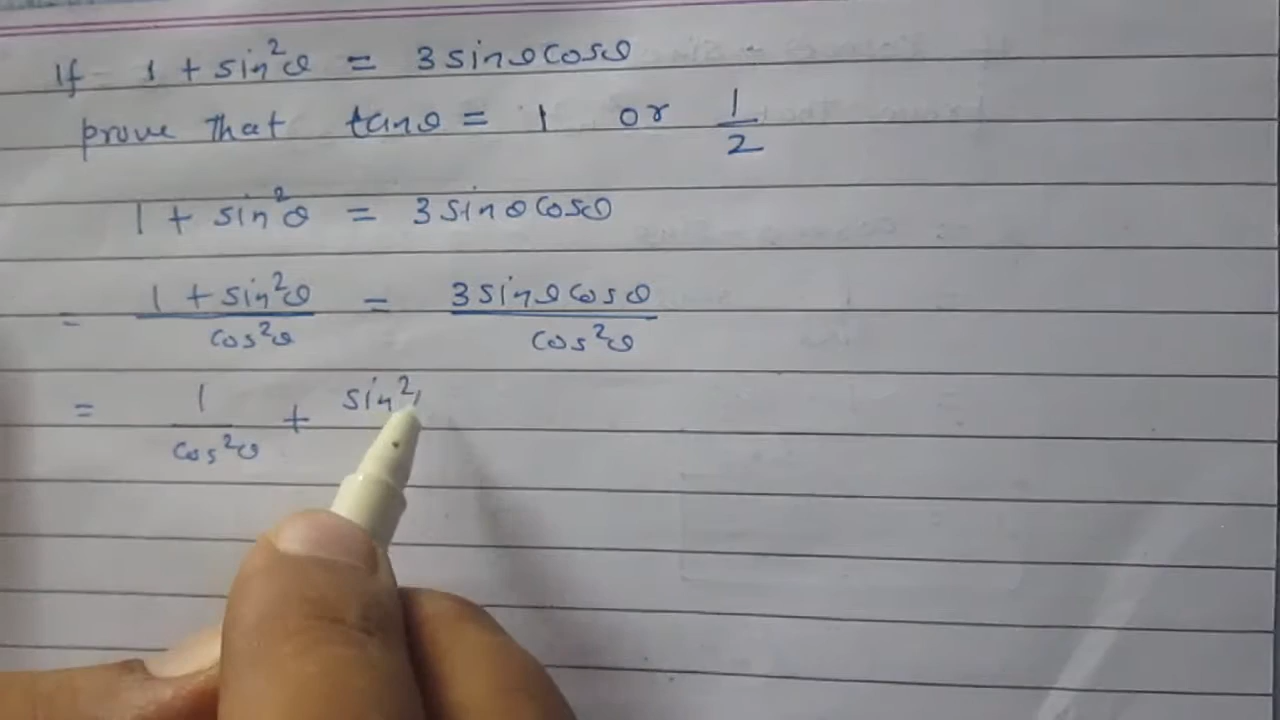 If 1 + sin²θ = 3 sinθ cosθ
prove that tanθ = 1 or 1/2
1 + sin²θ = 3 sinθ cosθ
= (1 + sin²θ)/cos²θ = (3 sinθ cosθ)/cos²θ
= 1/cos²θ + sin²